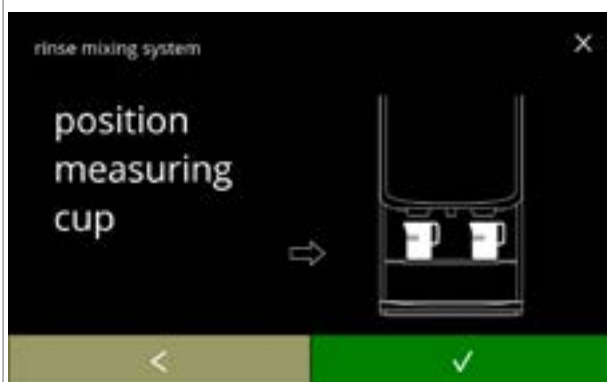 rinse mixing system
position
measuring
cup